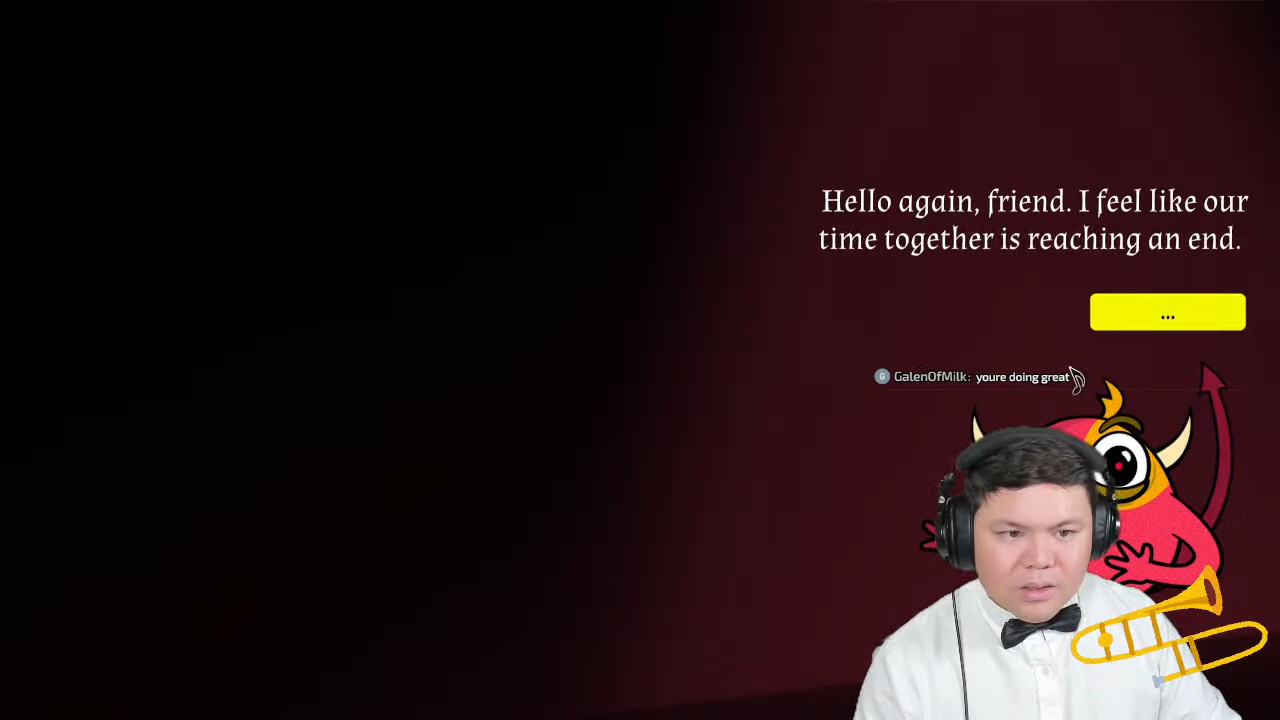 Hello again, friend. I feel like our
time together is reaching an end.
...
G GalenOfMilk: youre doing great